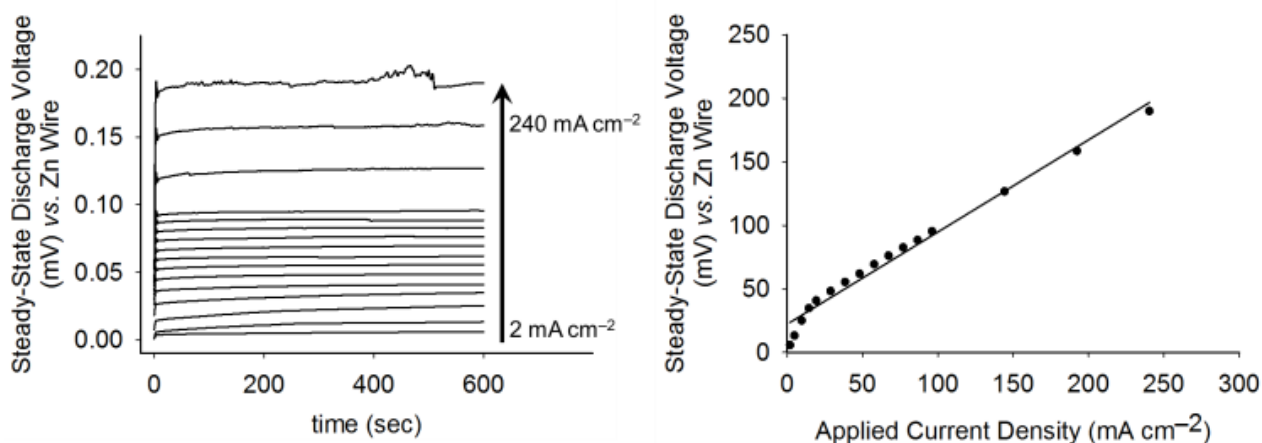 Steady-State Discharge Voltage
(mV) vs. Zn Wire
0.20
0.15
0.10
0.05
0.00
240 mA cm⁻²
2 mA cm⁻²
0
200
400
600
time (sec)
Steady-State Discharge Voltage
(mV) vs. Zn Wire
250
200
150
100
50
0
0
50
100
150
200
250
300
Applied Current Density (mA cm⁻²)